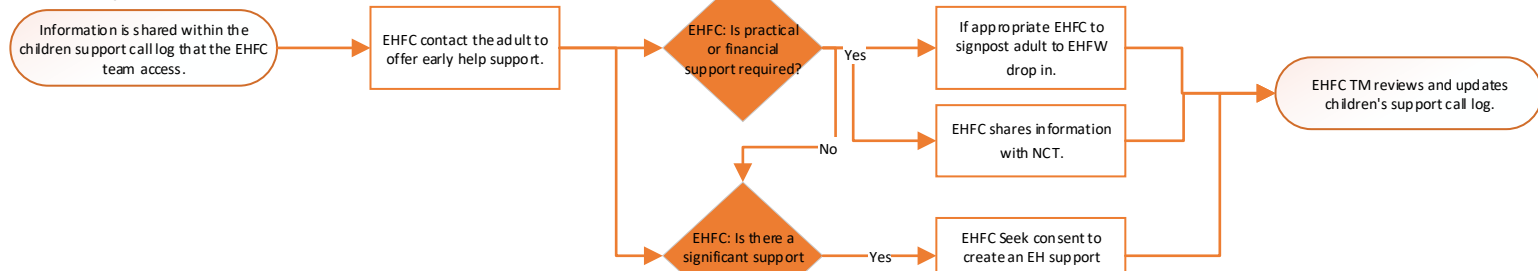 Information is shared within the
children support call log that the EHFC
team access.
EHFC contact the adult to
offer early help support.
EHFC: Is practical
or financial
support required?
Yes
If appropriate EHFC to
signpost adult to EHFW
drop in.
EHFC shares information
with NCT.
EHFC TM reviews and updates
children's support call log.
No
EHFC: Is there a
significant support
Yes
EHFC Seek consent to
create an EH support